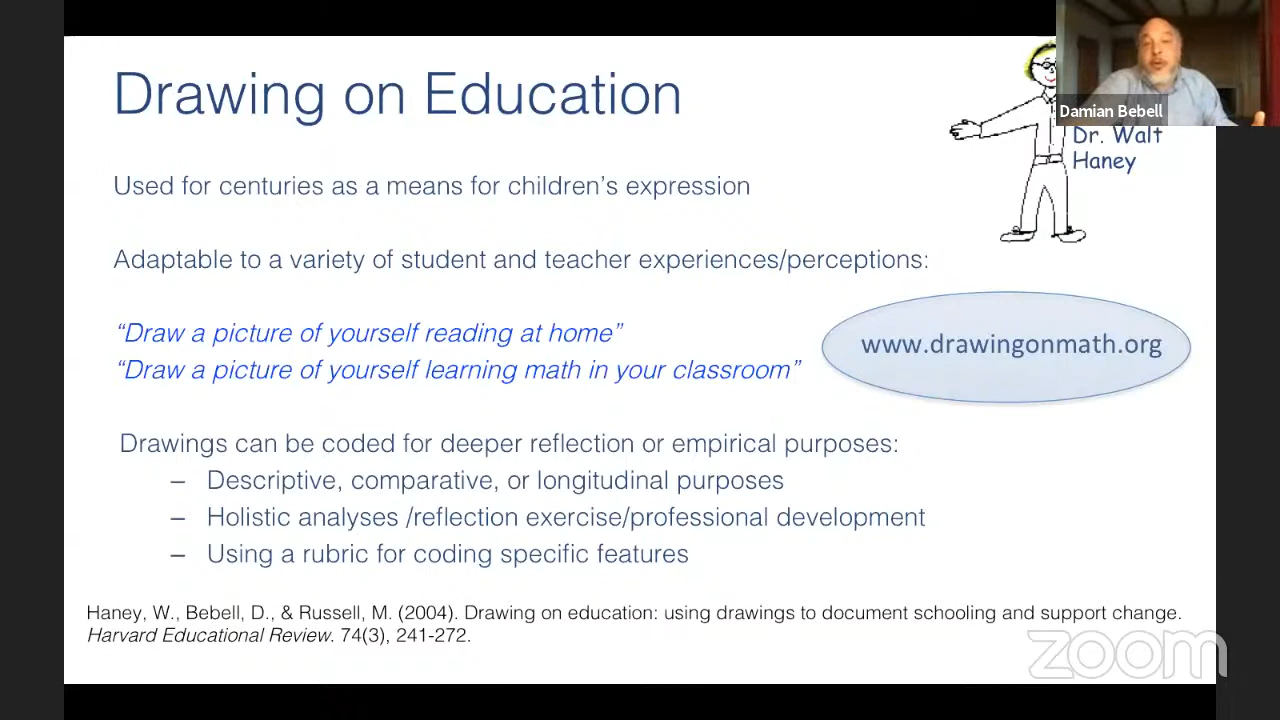 Drawing on Education
Damian Bebell
Dr. Walt
Haney
Used for centuries as a means for children’s expression
Adaptable to a variety of student and teacher experiences/perceptions:
“Draw a picture of yourself reading at home”
“Draw a picture of yourself learning math in your classroom”
www.drawingonmath.org
Drawings can be coded for deeper reflection or empirical purposes:
– Descriptive, comparative, or longitudinal purposes
– Holistic analyses /reflection exercise/professional development
– Using a rubric for coding specific features
Haney, W., Bebell, D., & Russell, M. (2004). Drawing on education: using drawings to document schooling and support change.
Harvard Educational Review. 74(3), 241-272.
zoom